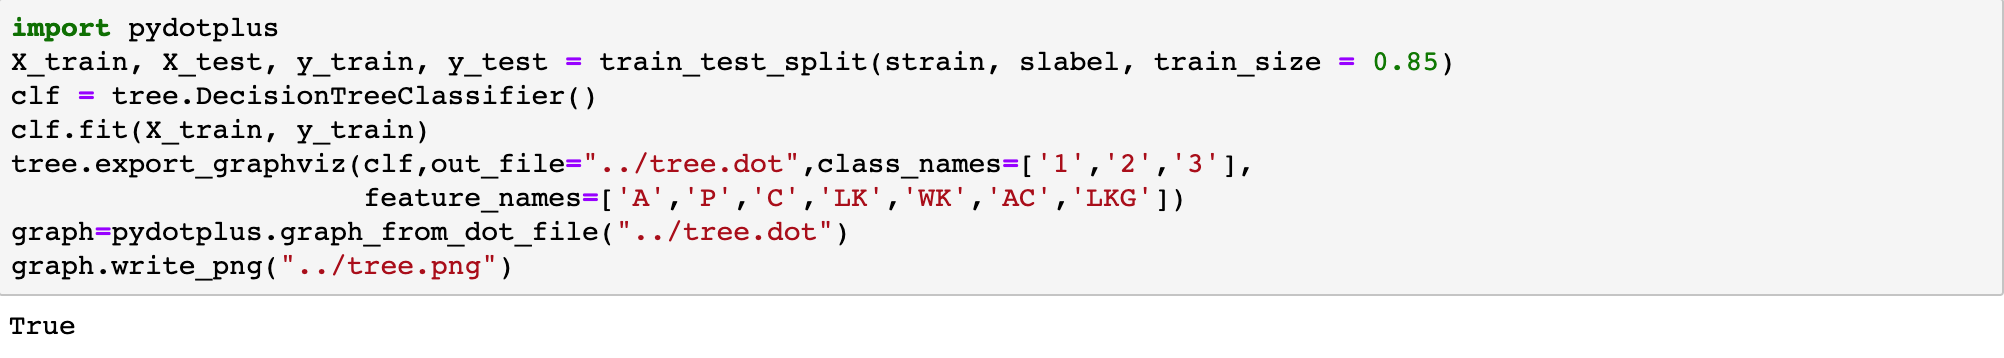 import pydotplus
X_train, X_test, y_train, y_test = train_test_split(strain, slabel, train_size = 0.85)
clf = tree.DecisionTreeClassifier()
clf.fit(X_train, y_train)
tree.export_graphviz(clf,out_file="../tree.dot",class_names=['1','2','3'],
                     feature_names=['A','P','C','LK','WK','AC','LKG'])
graph=pydotplus.graph_from_dot_file("../tree.dot")
graph.write_png("../tree.png")
True